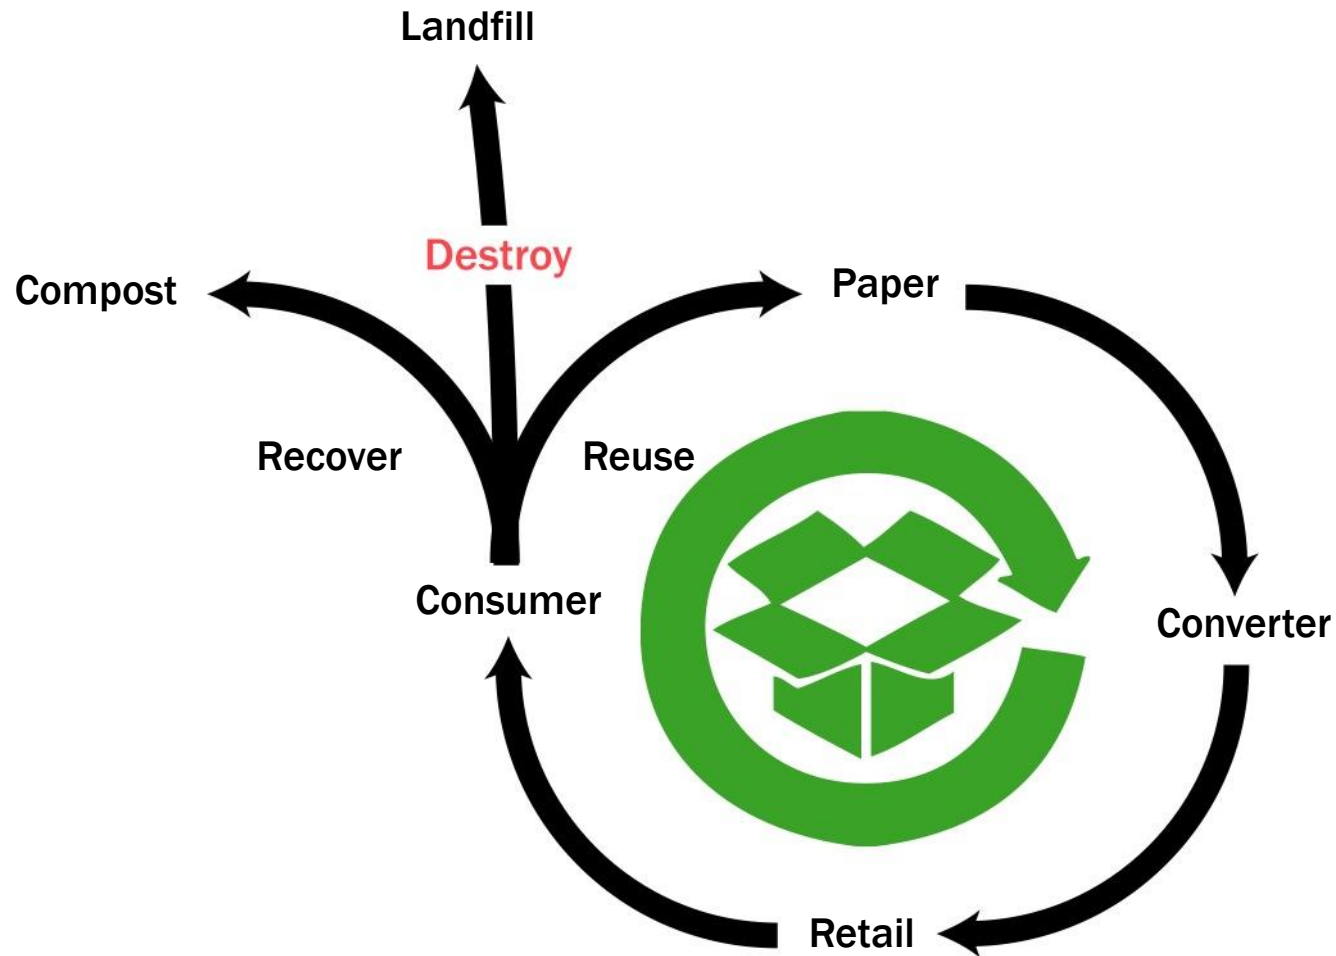 Landfill
Destroy
Compost
Paper
Recover
Reuse
Consumer
Converter
Retail